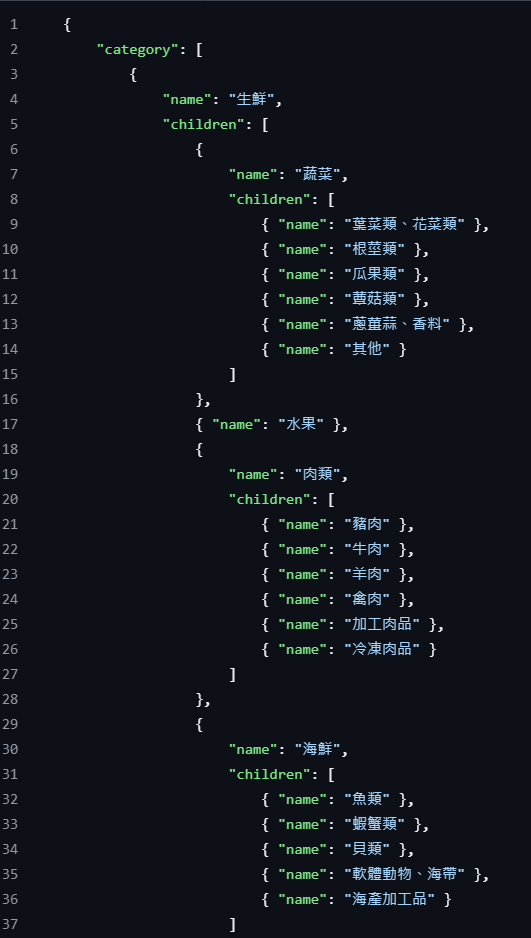 1 {
2 "category": [
3 {
4 "name": "生鮮",
5 "children": [
6 {
7 "name": "蔬菜",
8 "children": [
9 { "name": "葉菜類、花菜類" },
10 { "name": "根莖類" },
11 { "name": "瓜果類" },
12 { "name": "蕈菇類" },
13 { "name": "蔥薑蒜、香料" },
14 { "name": "其他" }
15 ]
16 },
17 { "name": "水果" },
18 {
19 "name": "肉類",
20 "children": [
21 { "name": "豬肉" },
22 { "name": "牛肉" },
23 { "name": "羊肉" },
24 { "name": "禽肉" },
25 { "name": "加工肉品" },
26 { "name": "冷凍肉品" }
27 ]
28 },
29 {
30 "name": "海鮮",
31 "children": [
32 { "name": "魚類" },
33 { "name": "蝦蟹類" },
34 { "name": "貝類" },
35 { "name": "軟體動物、海帶" },
36 { "name": "海產加工品" }
37 ]